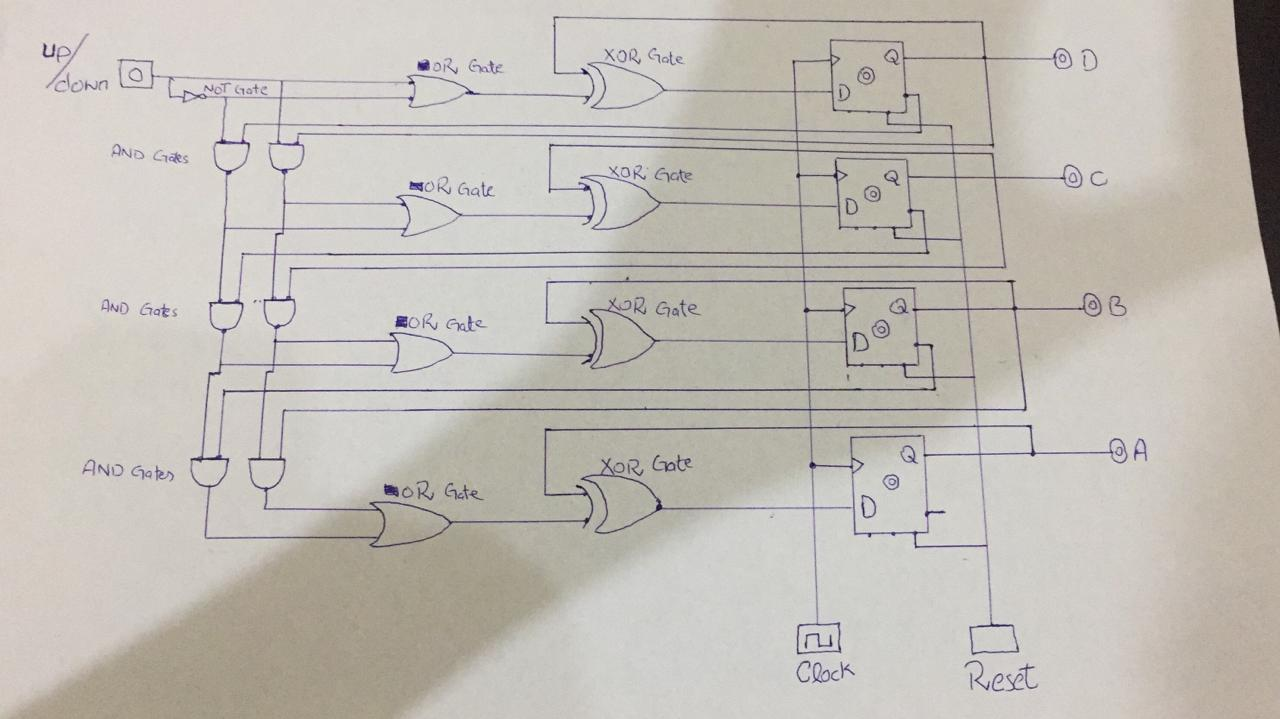 up/down
NOT Gate
OR Gate
XOR Gate
Q
D
D
AND Gates
OR Gate
XOR Gate
Q
D
C
AND Gates
OR Gate
XOR Gate
Q
D
B
AND Gates
OR Gate
XOR Gate
Q
D
A
Clock
Reset